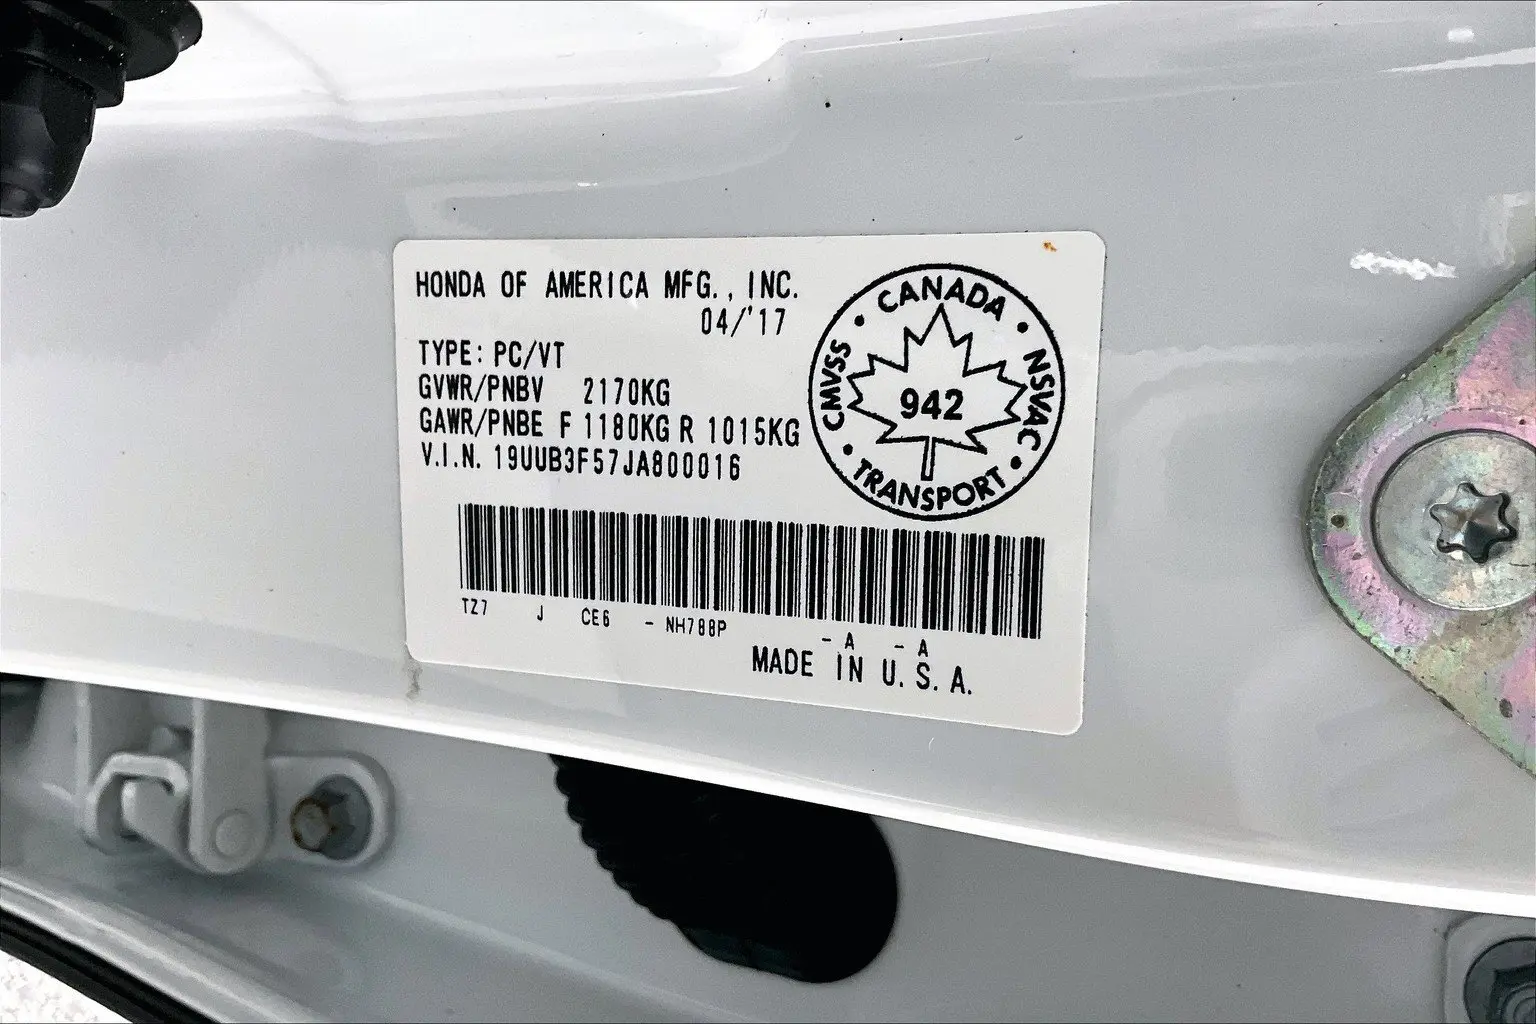 HONDA OF AMERICA MFG., INC.
04/'17
TYPE: PC/VT
GVWR/PNBV 2170KG
GAWR/PNBE F 1180KG R 1015KG
V.I.N. 19UUB3F57JA800016
CANADA
CMVSS
NSVAC
942
TRANSPORT
TZ7 J CE6 - NH788P - A - A
MADE IN U.S.A.